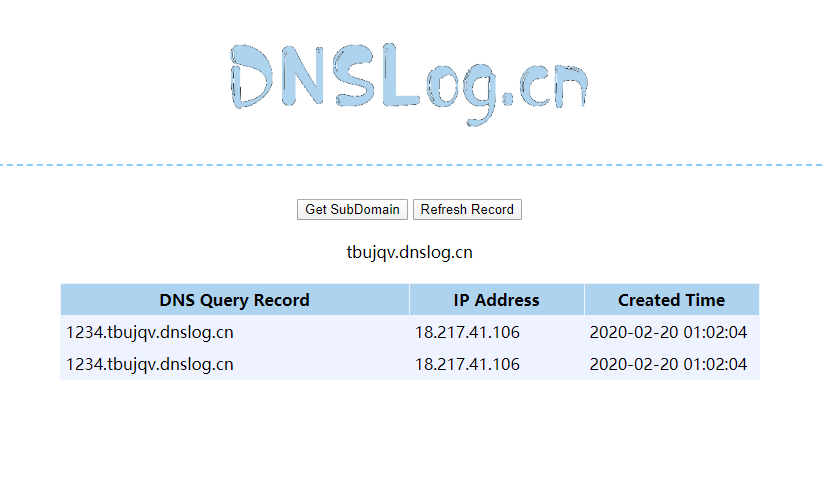 DNSLog.cn
Get SubDomain Refresh Record
tbujqv.dnslog.cn
DNS Query Record IP Address Created Time
1234.tbujqv.dnslog.cn 18.217.41.106 2020-02-20 01:02:04
1234.tbujqv.dnslog.cn 18.217.41.106 2020-02-20 01:02:04